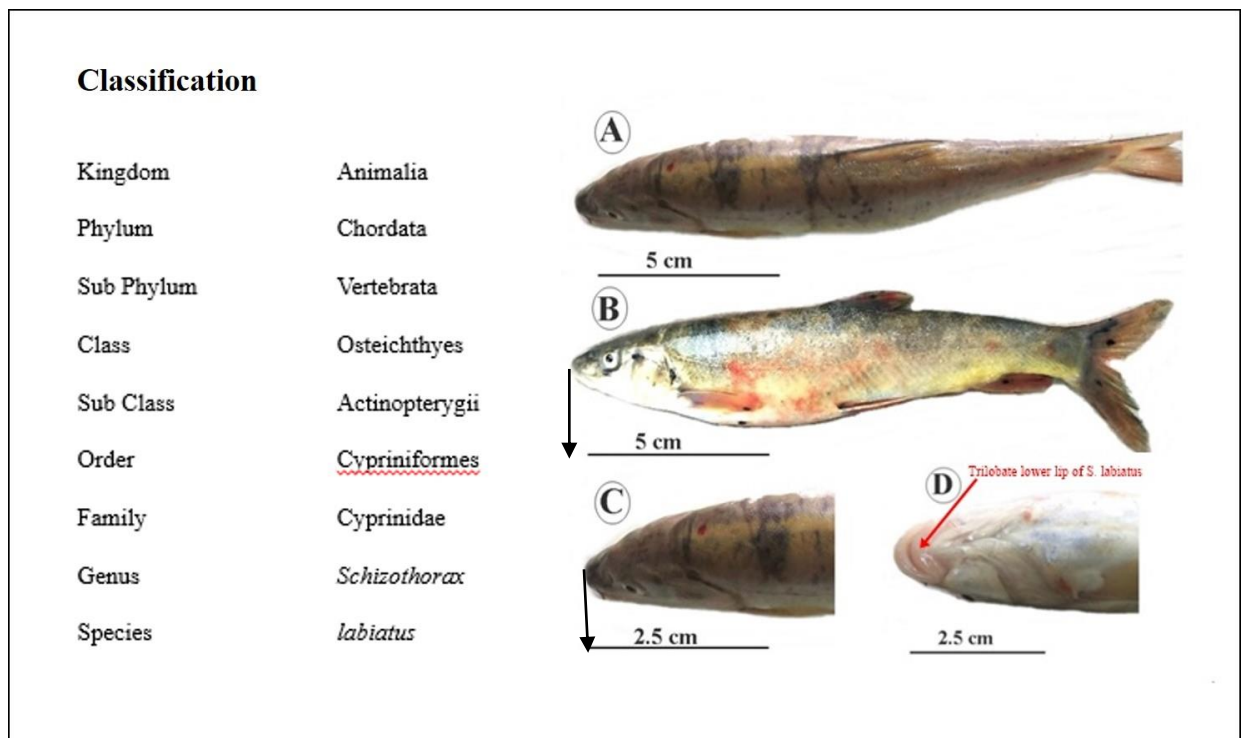 Classification
Kingdom Animalia
Phylum Chordata
Sub Phylum Vertebrata
Class Osteichthyes
Sub Class Actinopterygii
Order Cypriniformes
Family Cyprinidae
Genus Schizothorax
Species labiatus
A
5 cm
B
5 cm
C
2.5 cm
D
Trilobate lower lip of S. labiatus
2.5 cm